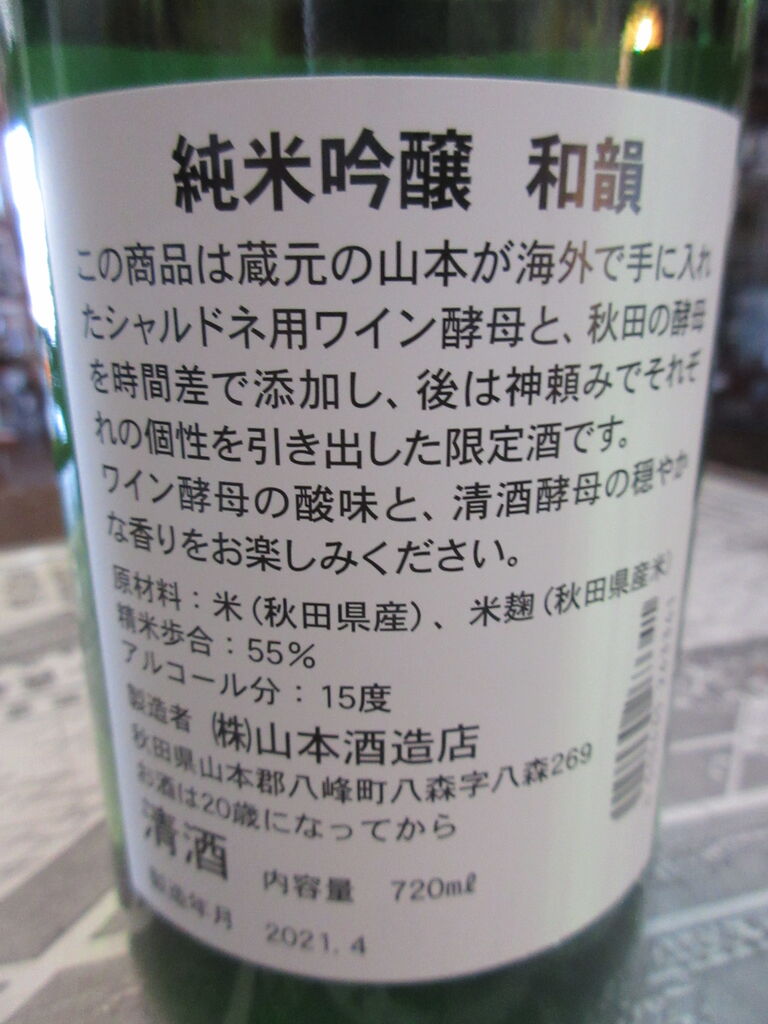 純米吟醸 和韻
この商品は蔵元の山本が海外で手に入れ
たシャルドネ用ワイン酵母と、秋田の酵母
を時間差で添加し、後は神頼みでそれぞ
れの個性を引き出した限定酒です。
ワイン酵母の酸味と、清酒酵母の穏やか
な香りをお楽しみください。
原材料：米（秋田県産）、米麹（秋田県産米）
精米歩合：55％
アルコール分：15度
製造者 ㈱山本酒造店
秋田県山本郡八峰町八森字八森269
お酒は20歳になってから
清酒 内容量 720㎖
製造年月 2021.4